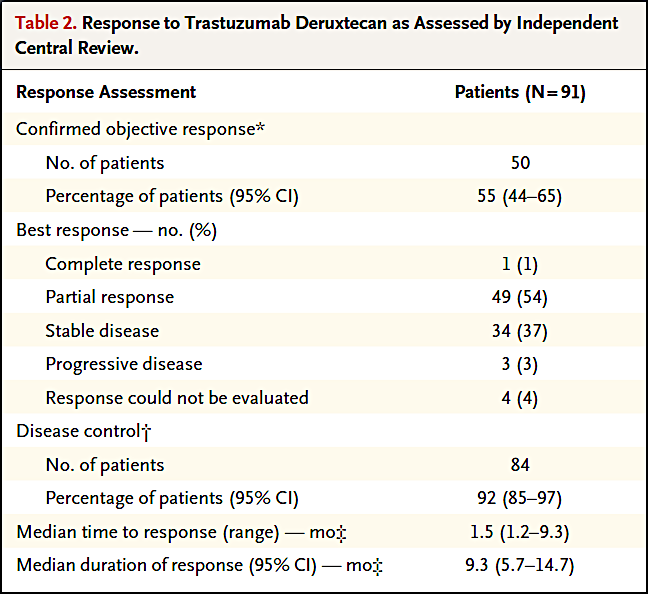 Table 2. Response to Trastuzumab Deruxtecan as Assessed by Independent
Central Review.
Response Assessment Patients (N=91)
Confirmed objective response*
No. of patients 50
Percentage of patients (95% CI) 55 (44–65)
Best response — no. (%)
Complete response 1 (1)
Partial response 49 (54)
Stable disease 34 (37)
Progressive disease 3 (3)
Response could not be evaluated 4 (4)
Disease control†
No. of patients 84
Percentage of patients (95% CI) 92 (85–97)
Median time to response (range) — mo‡ 1.5 (1.2–9.3)
Median duration of response (95% CI) — mo‡ 9.3 (5.7–14.7)